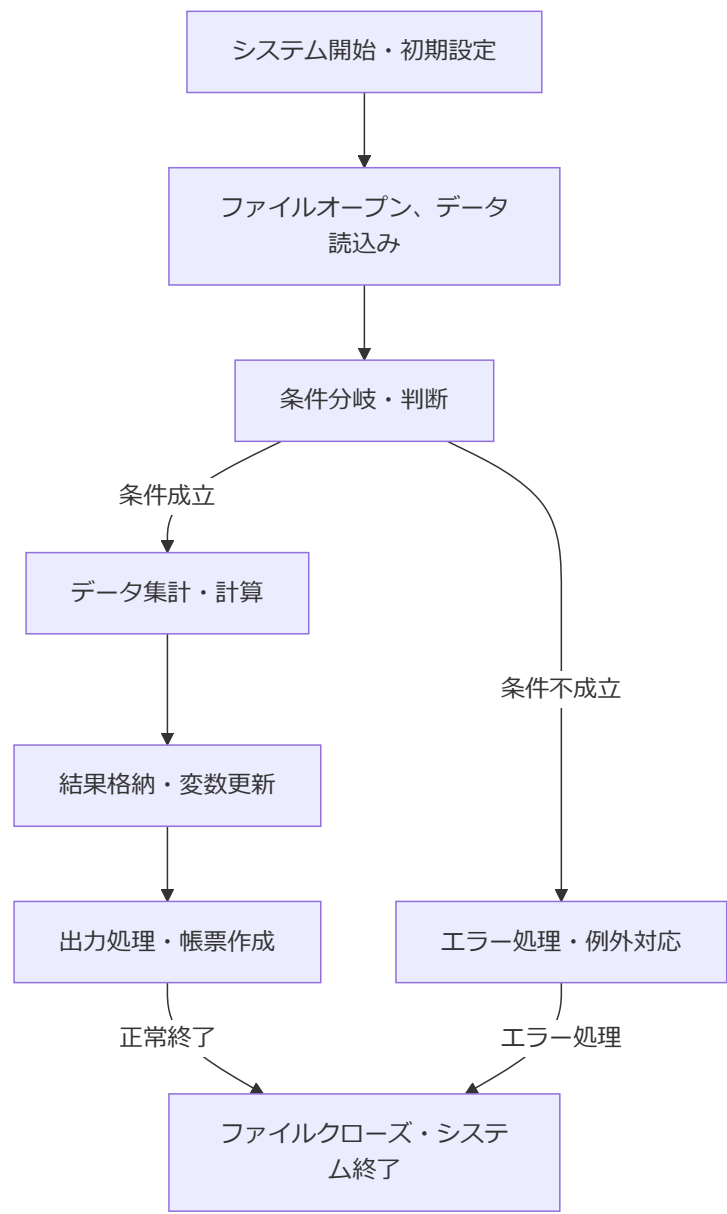 システム開始・初期設定
ファイルオープン、データ
読込み
条件分岐・判断
条件成立
データ集計・計算
条件不成立
結果格納・変数更新
出力処理・帳票作成
エラー処理・例外対応
正常終了
エラー処理
ファイルクローズ・システ
ム終了